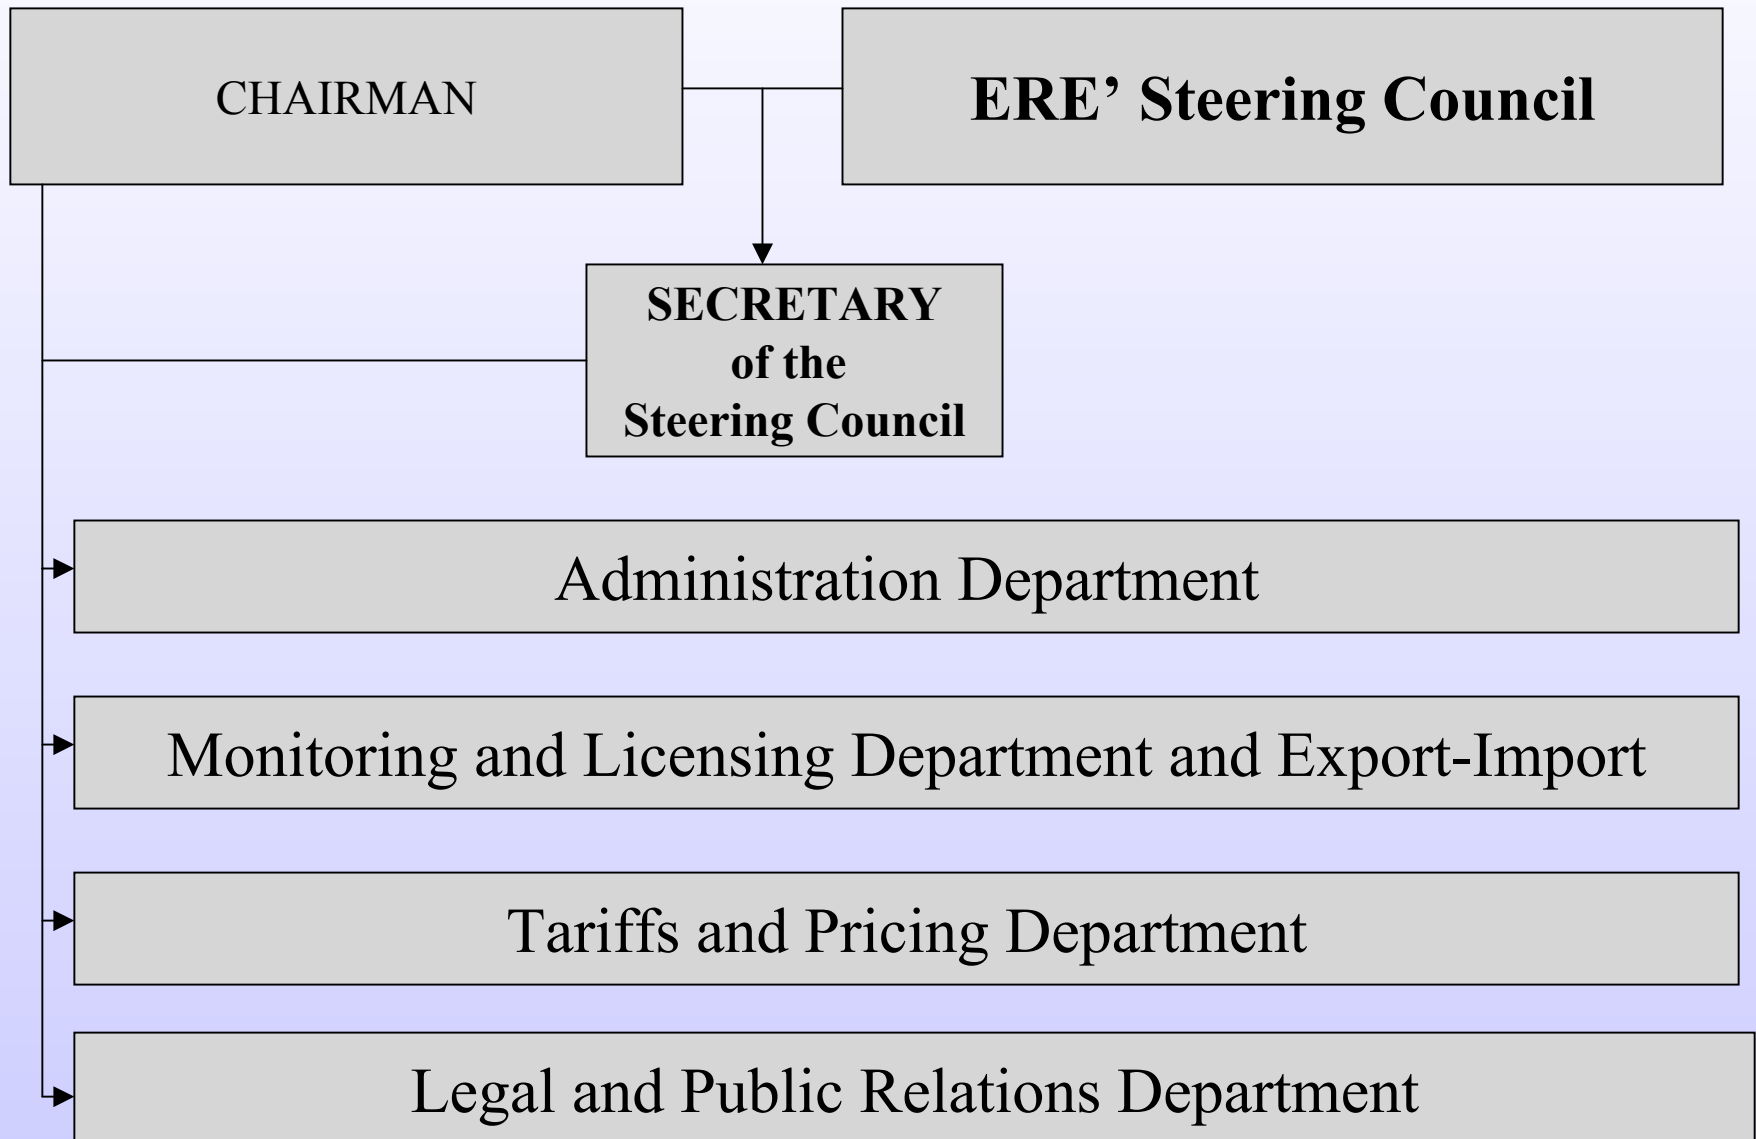 CHAIRMAN
ERE’ Steering Council
SECRETARY
of the
Steering Council
Administration Department
Monitoring and Licensing Department and Export-Import
Tariffs and Pricing Department
Legal and Public Relations Department